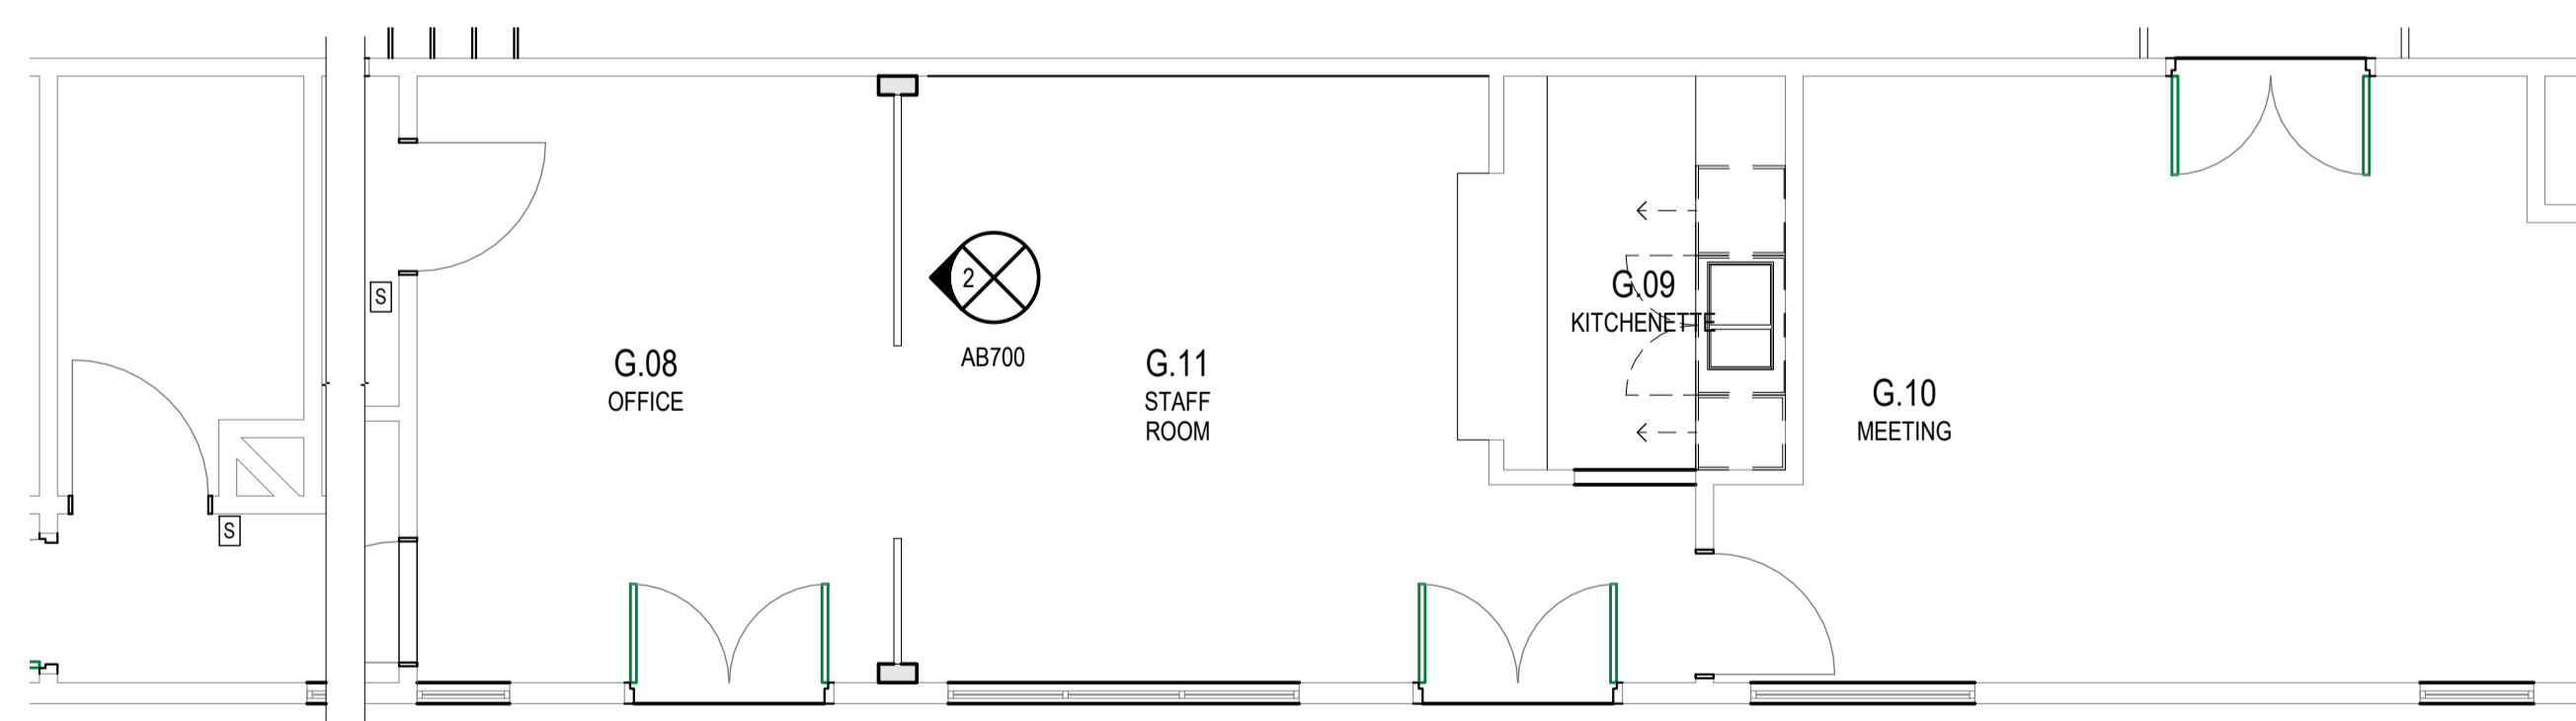 S
S
G.08
OFFICE
2
AB700
G.11
STAFF
ROOM
G.09
KITCHENETTE
G.10
MEETING